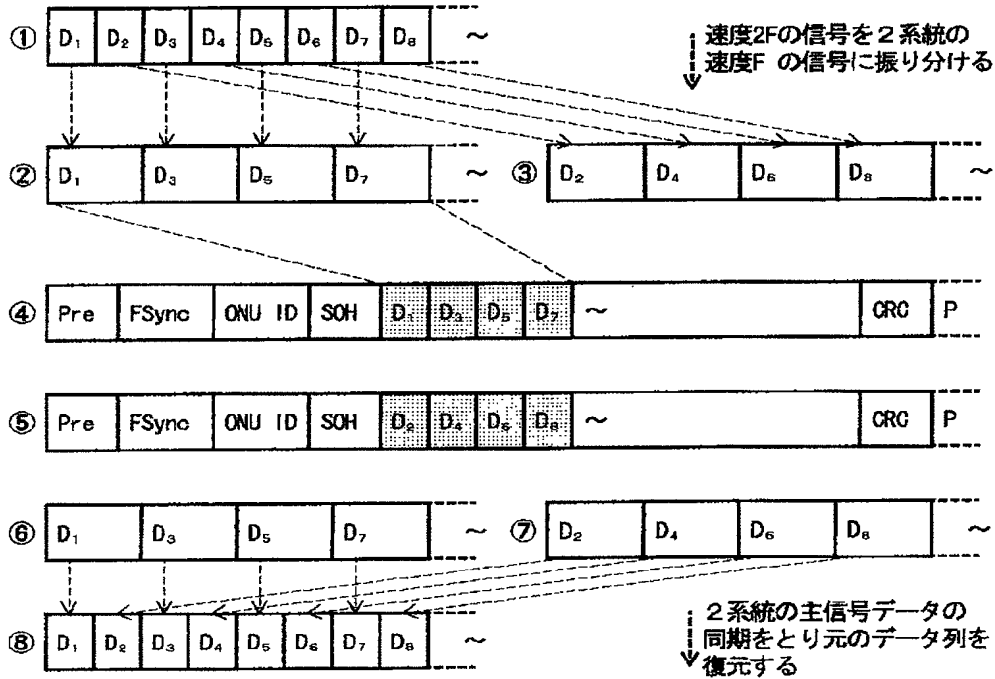 ① D₁ D₂ D₃ D₄ D₅ D₆ D₇ D₈ ～
速度2Fの信号を２系統の
速度F の信号に振り分ける
② D₁ D₃ D₅ D₇ ～ ③ D₂ D₄ D₆ D₈ ～
④ Pre FSync ONU ID SOH D₁ D₃ D₅ D₇ ～ CRC P
⑤ Pre FSync ONU ID SOH D₂ D₄ D₆ D₈ ～ CRC P
⑥ D₁ D₃ D₅ D₇ ～ ⑦ D₂ D₄ D₆ D₈ ～
⑧ D₁ D₂ D₃ D₄ D₅ D₆ D₇ D₈ ～
２系統の主信号データの
同期をとり元のデータ列を
復元する